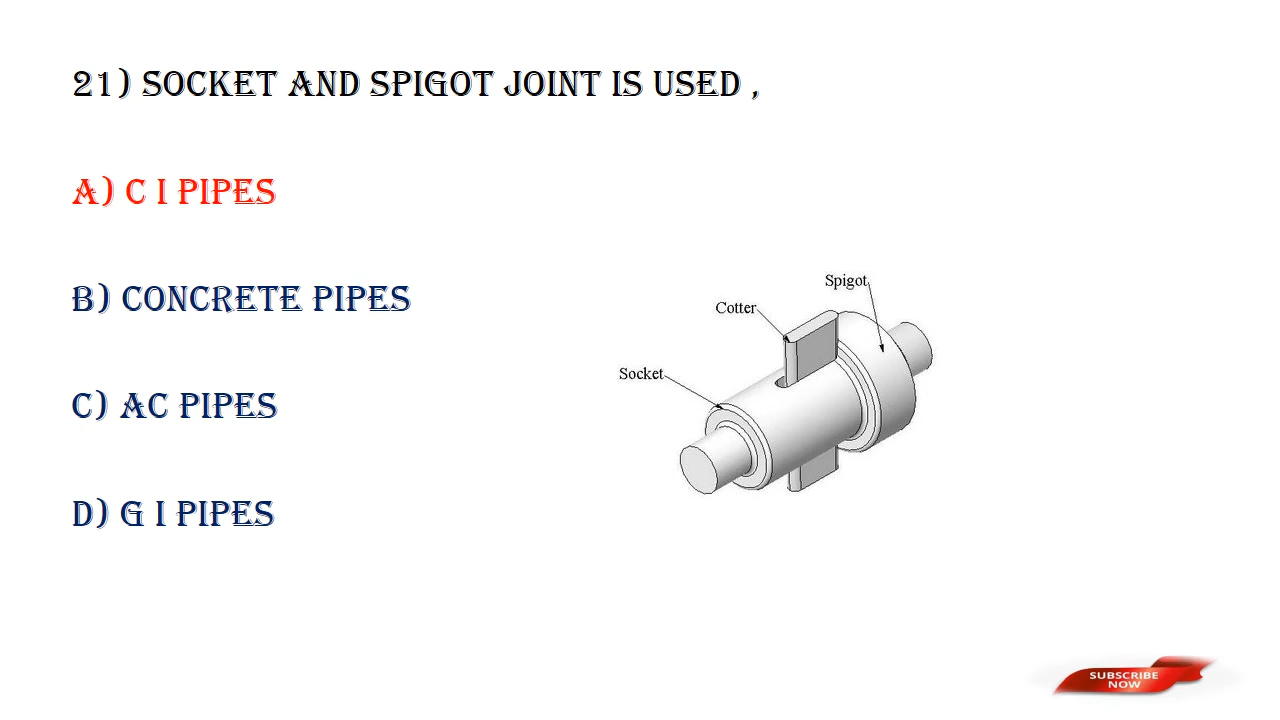 21) SOCKET AND SPIGOT JOINT IS USED ,
A) C I PIPES
B) CONCRETE PIPES
C) AC PIPES
D) G I PIPES
Spigot
Cotter
Socket
SUBSCRIBE
NOW